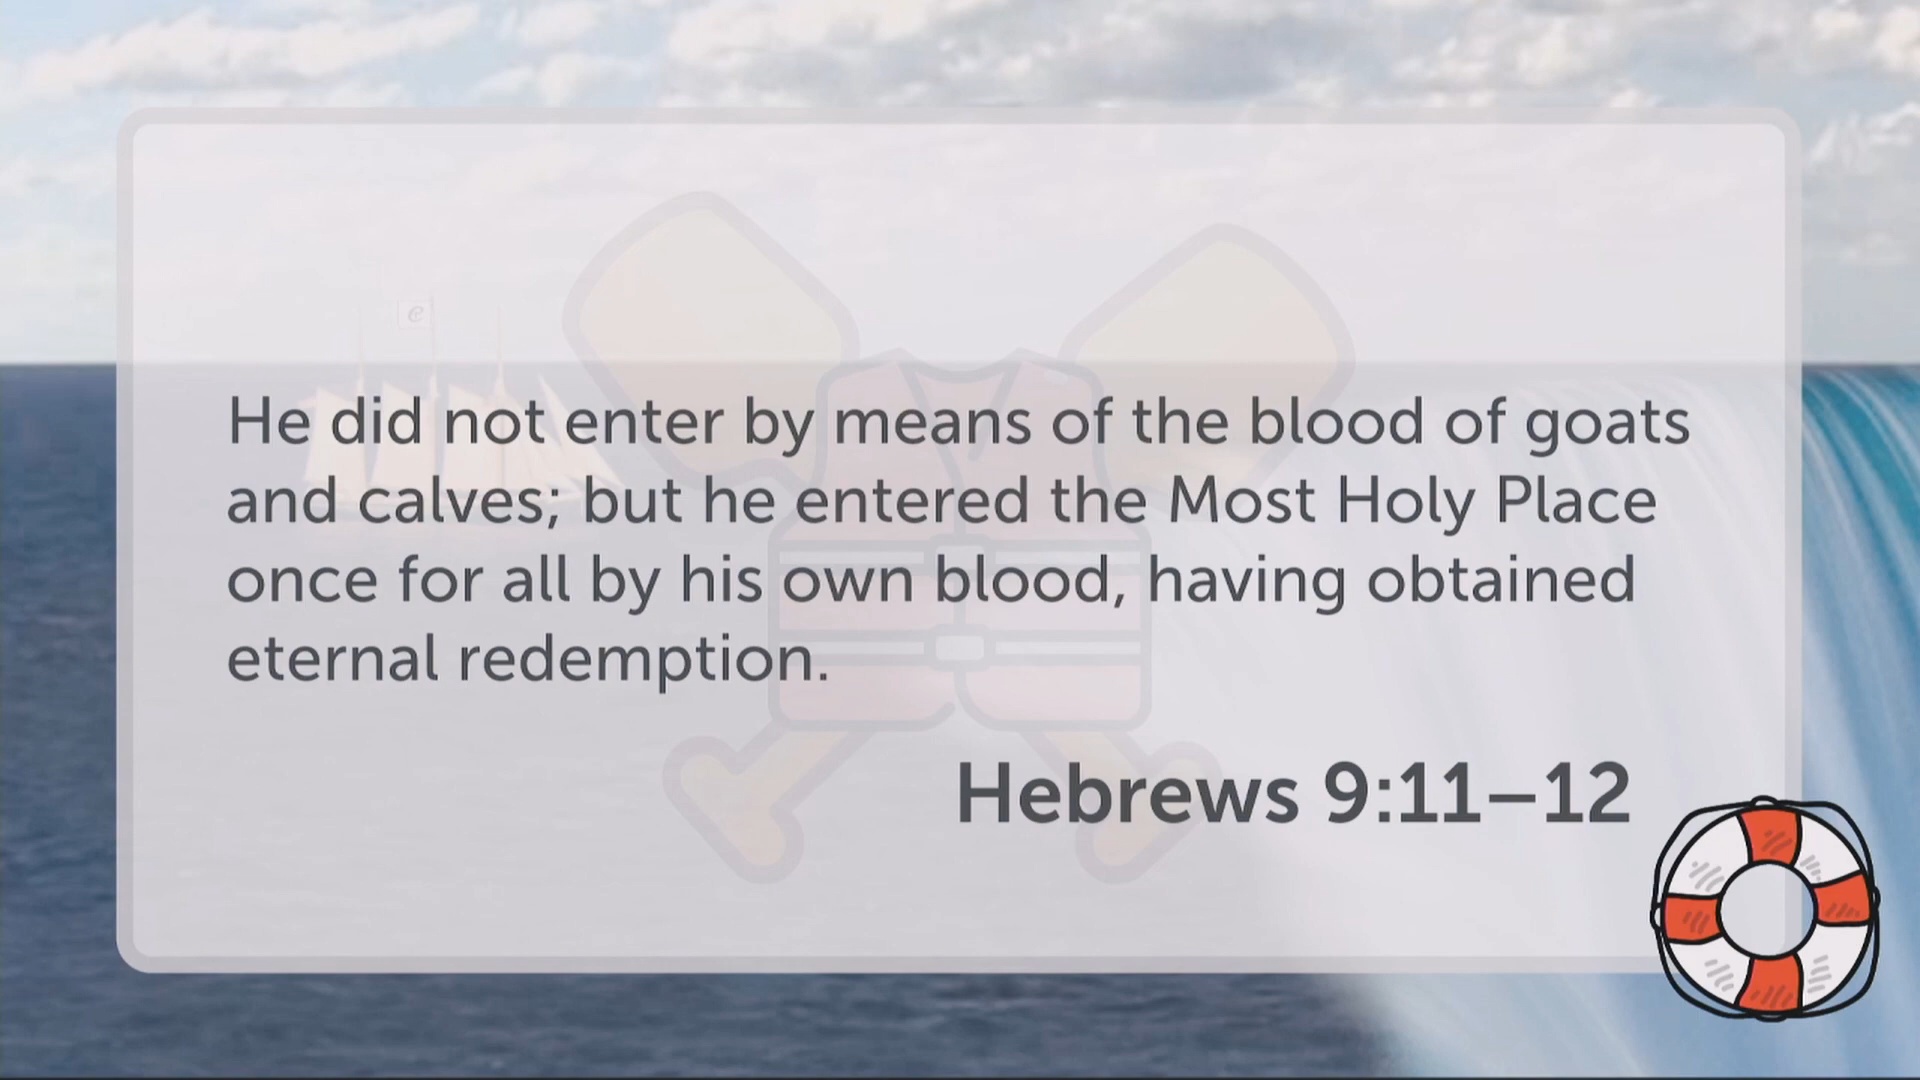 He did not enter by means of the blood of goats
and calves; but he entered the Most Holy Place
once for all by his own blood, having obtained
eternal redemption.
Hebrews 9:11–12